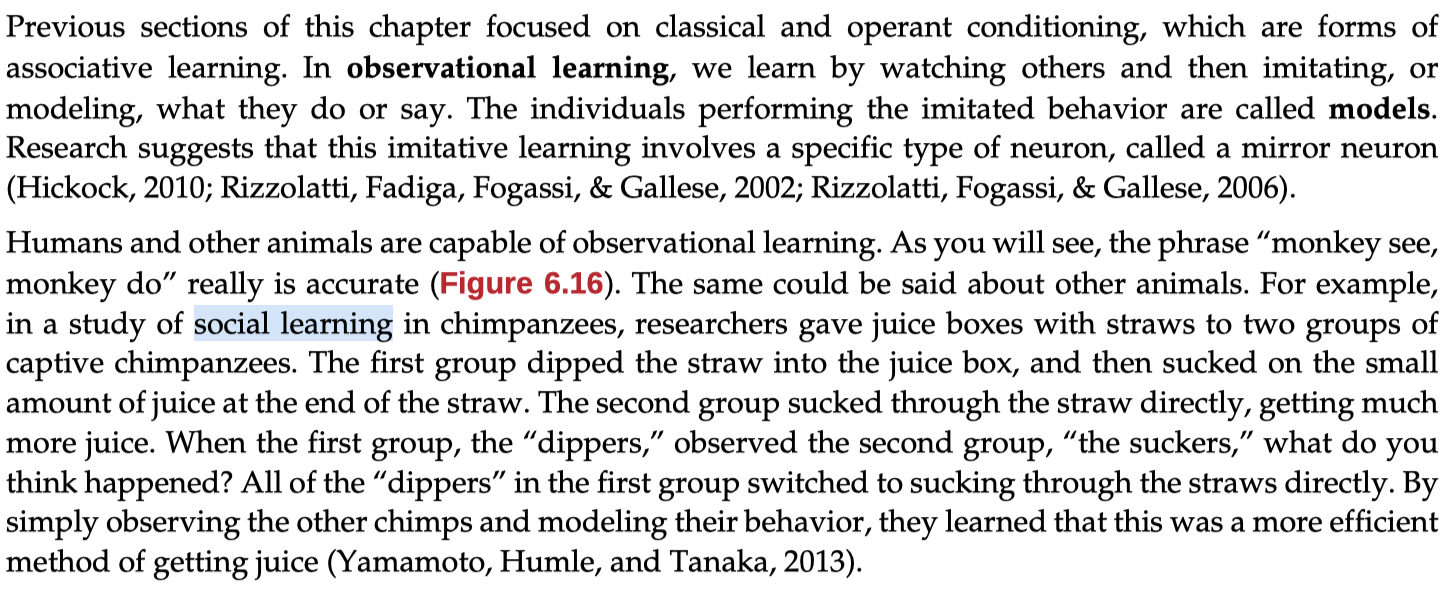 Previous sections of this chapter focused on classical and operant conditioning, which are forms of
associative learning. In observational learning, we learn by watching others and then imitating, or
modeling, what they do or say. The individuals performing the imitated behavior are called models.
Research suggests that this imitative learning involves a specific type of neuron, called a mirror neuron
(Hickock, 2010; Rizzolatti, Fadiga, Fogassi, & Gallese, 2002; Rizzolatti, Fogassi, & Gallese, 2006).
Humans and other animals are capable of observational learning. As you will see, the phrase “monkey see,
monkey do” really is accurate (Figure 6.16). The same could be said about other animals. For example,
in a study of social learning in chimpanzees, researchers gave juice boxes with straws to two groups of
captive chimpanzees. The first group dipped the straw into the juice box, and then sucked on the small
amount of juice at the end of the straw. The second group sucked through the straw directly, getting much
more juice. When the first group, the “dippers,” observed the second group, “the suckers,” what do you
think happened? All of the “dippers” in the first group switched to sucking through the straws directly. By
simply observing the other chimps and modeling their behavior, they learned that this was a more efficient
method of getting juice (Yamamoto, Humle, and Tanaka, 2013).